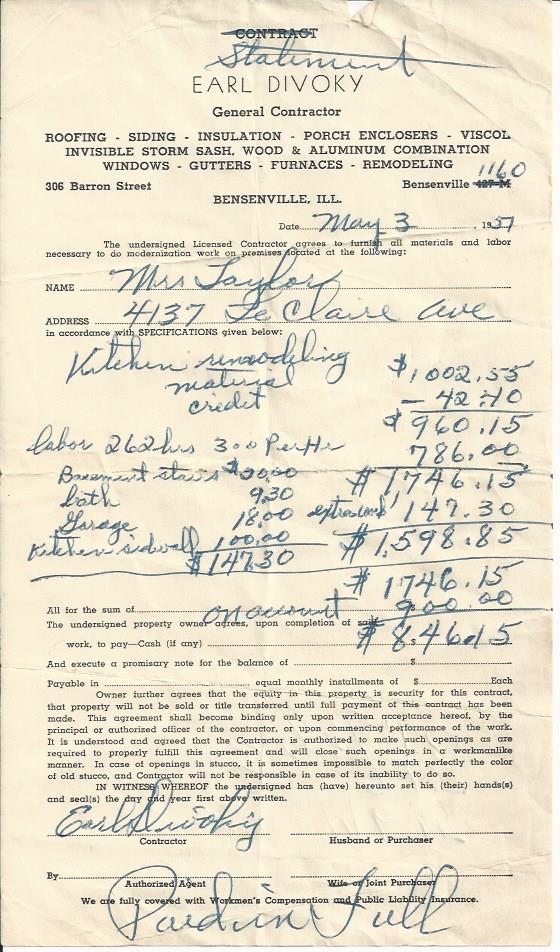 CONTRACT
Statement
EARL DIVOKY
General Contractor
ROOFING - SIDING - INSULATION - PORCH ENCLOSERS - VISCOL
INVISIBLE STORM SASH, WOOD & ALUMINUM COMBINATION
WINDOWS - GUTTERS - FURNACES - REMODELING
1160
306 Barron Street Bensenville 427-M
BENSENVILLE, ILL.
Date May 3, 1957
The undersigned Licensed Contractor agrees to furnish all materials and labor
necessary to do modernization work on premises located at the following:
NAME Mrs Taylor
ADDRESS 4137 Le Claire Ave
in accordance with SPECIFICATIONS given below:
Kitchen remodeling $1,002.55
material
credit - 42.40
$960.15
labor 262 hrs 300 Per Hr 786.00
Basement stairs $20.00 $1746.15
bath 9.30
Garage 18.00 extra work 147.30
Kitchen sidwall 100.00 $1,598.85
$147.30
$1746.15
All for the sum of on account $ 900.00
The undersigned property owner agrees, upon completion of said
work, to pay—Cash (if any) $ $846.15
And execute a promisary note for the balance of $
Payable in equal monthly installments of $ Each
Owner further agrees that the equity in this property is security for this contract,
that property will not be sold or title transferred until full payment of this contract has been
made. This agreement shall become binding only upon written acceptance hereof, by the
principal or authorized officer of the contractor, or upon commencing performance of the work.
It is understood and agreed that the Contractor is authorized to make such openings as are
required to properly fulfill this agreement and will close such openings in a workmanlike
manner. In case of openings in stucco, it is sometimes impossible to match perfectly the color
of old stucco, and Contractor will not be responsible in case of its inability to do so.
IN WITNESS WHEREOF the undersigned has (have) hereunto set his (their) hands(s)
and seal(s) the day and year first above written.
Earl Divoky
Contractor Husband or Purchaser
By
Authorized Agent Wife or Joint Purchaser
We are fully covered with Workmen's Compensation and Public Liability Insurance.
Paid in Full